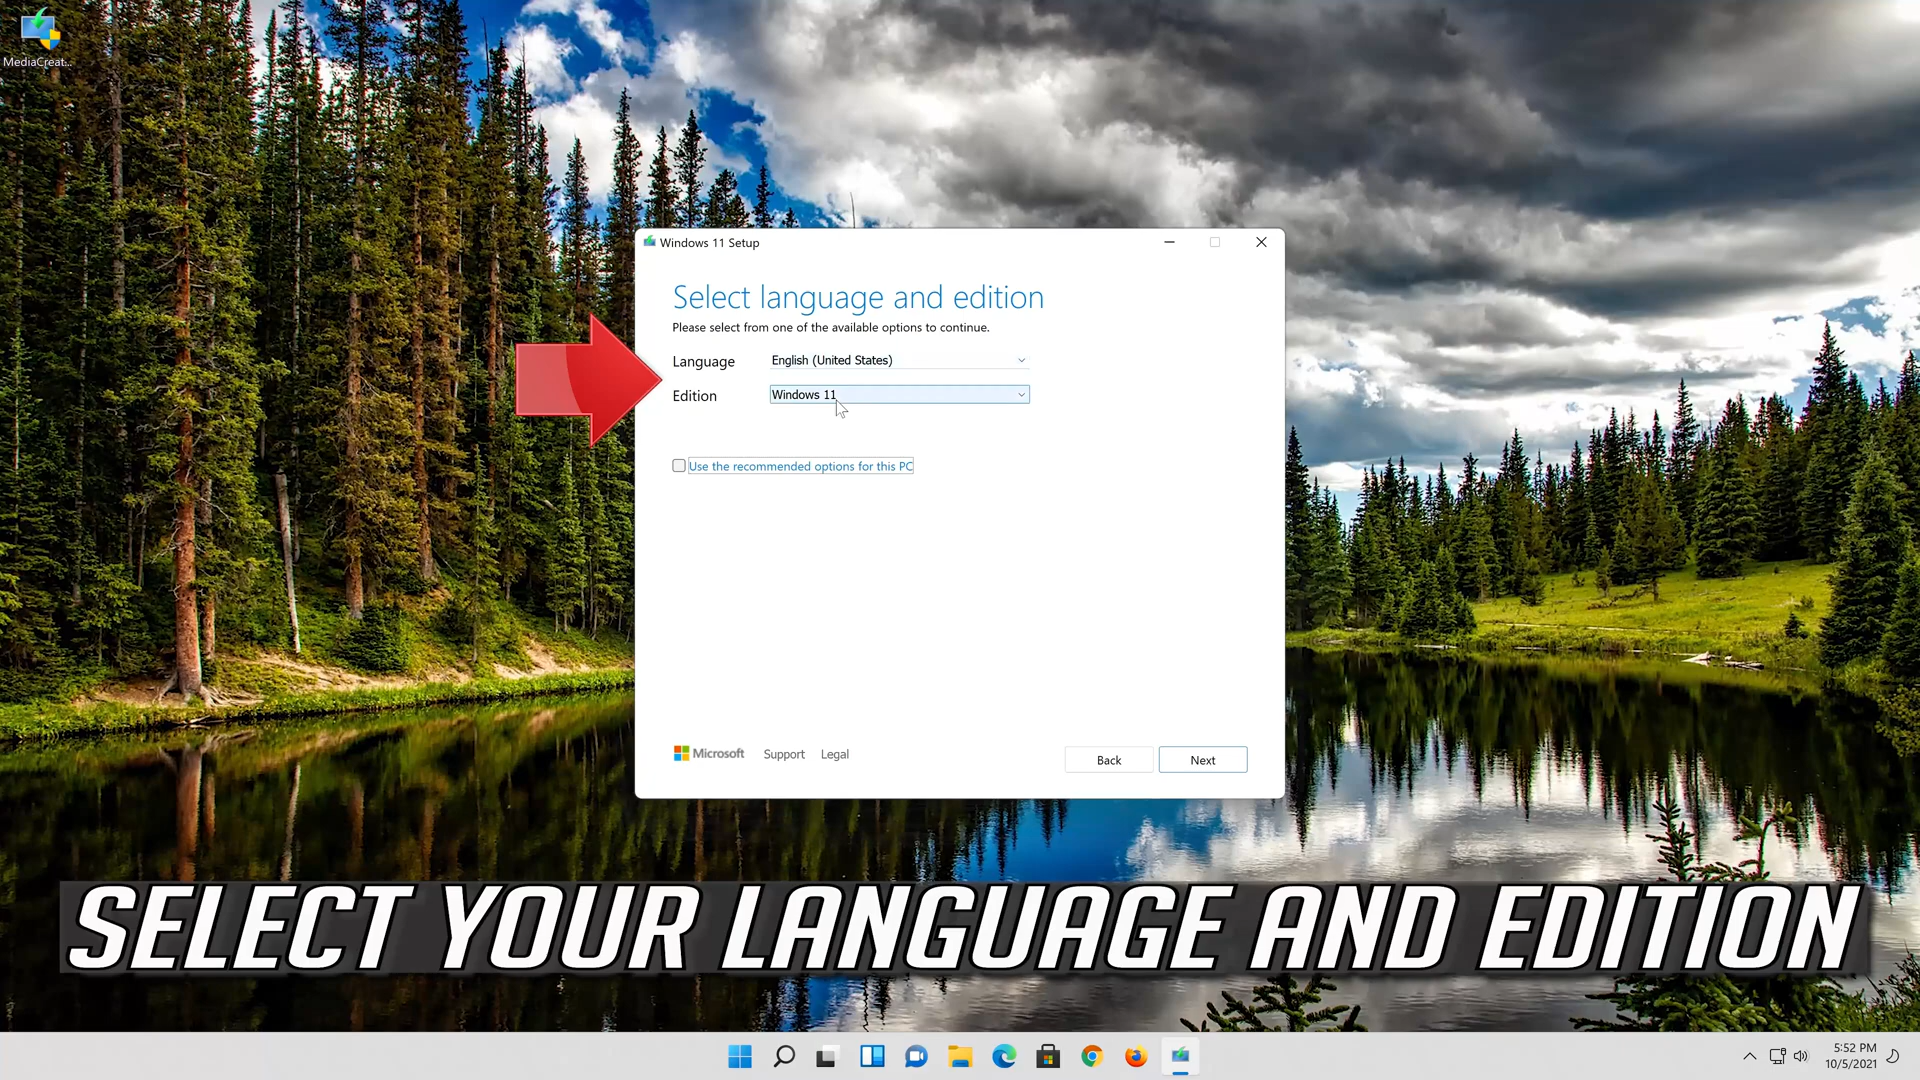 MediaCreat...
Windows 11 Setup
Select language and edition
Please select from one of the available options to continue.
Language English (United States)
Edition Windows 11
Use the recommended options for this PC
Microsoft Support Legal Back Next
SELECT YOUR LANGUAGE AND EDITION
5:52 PM
10/5/2021